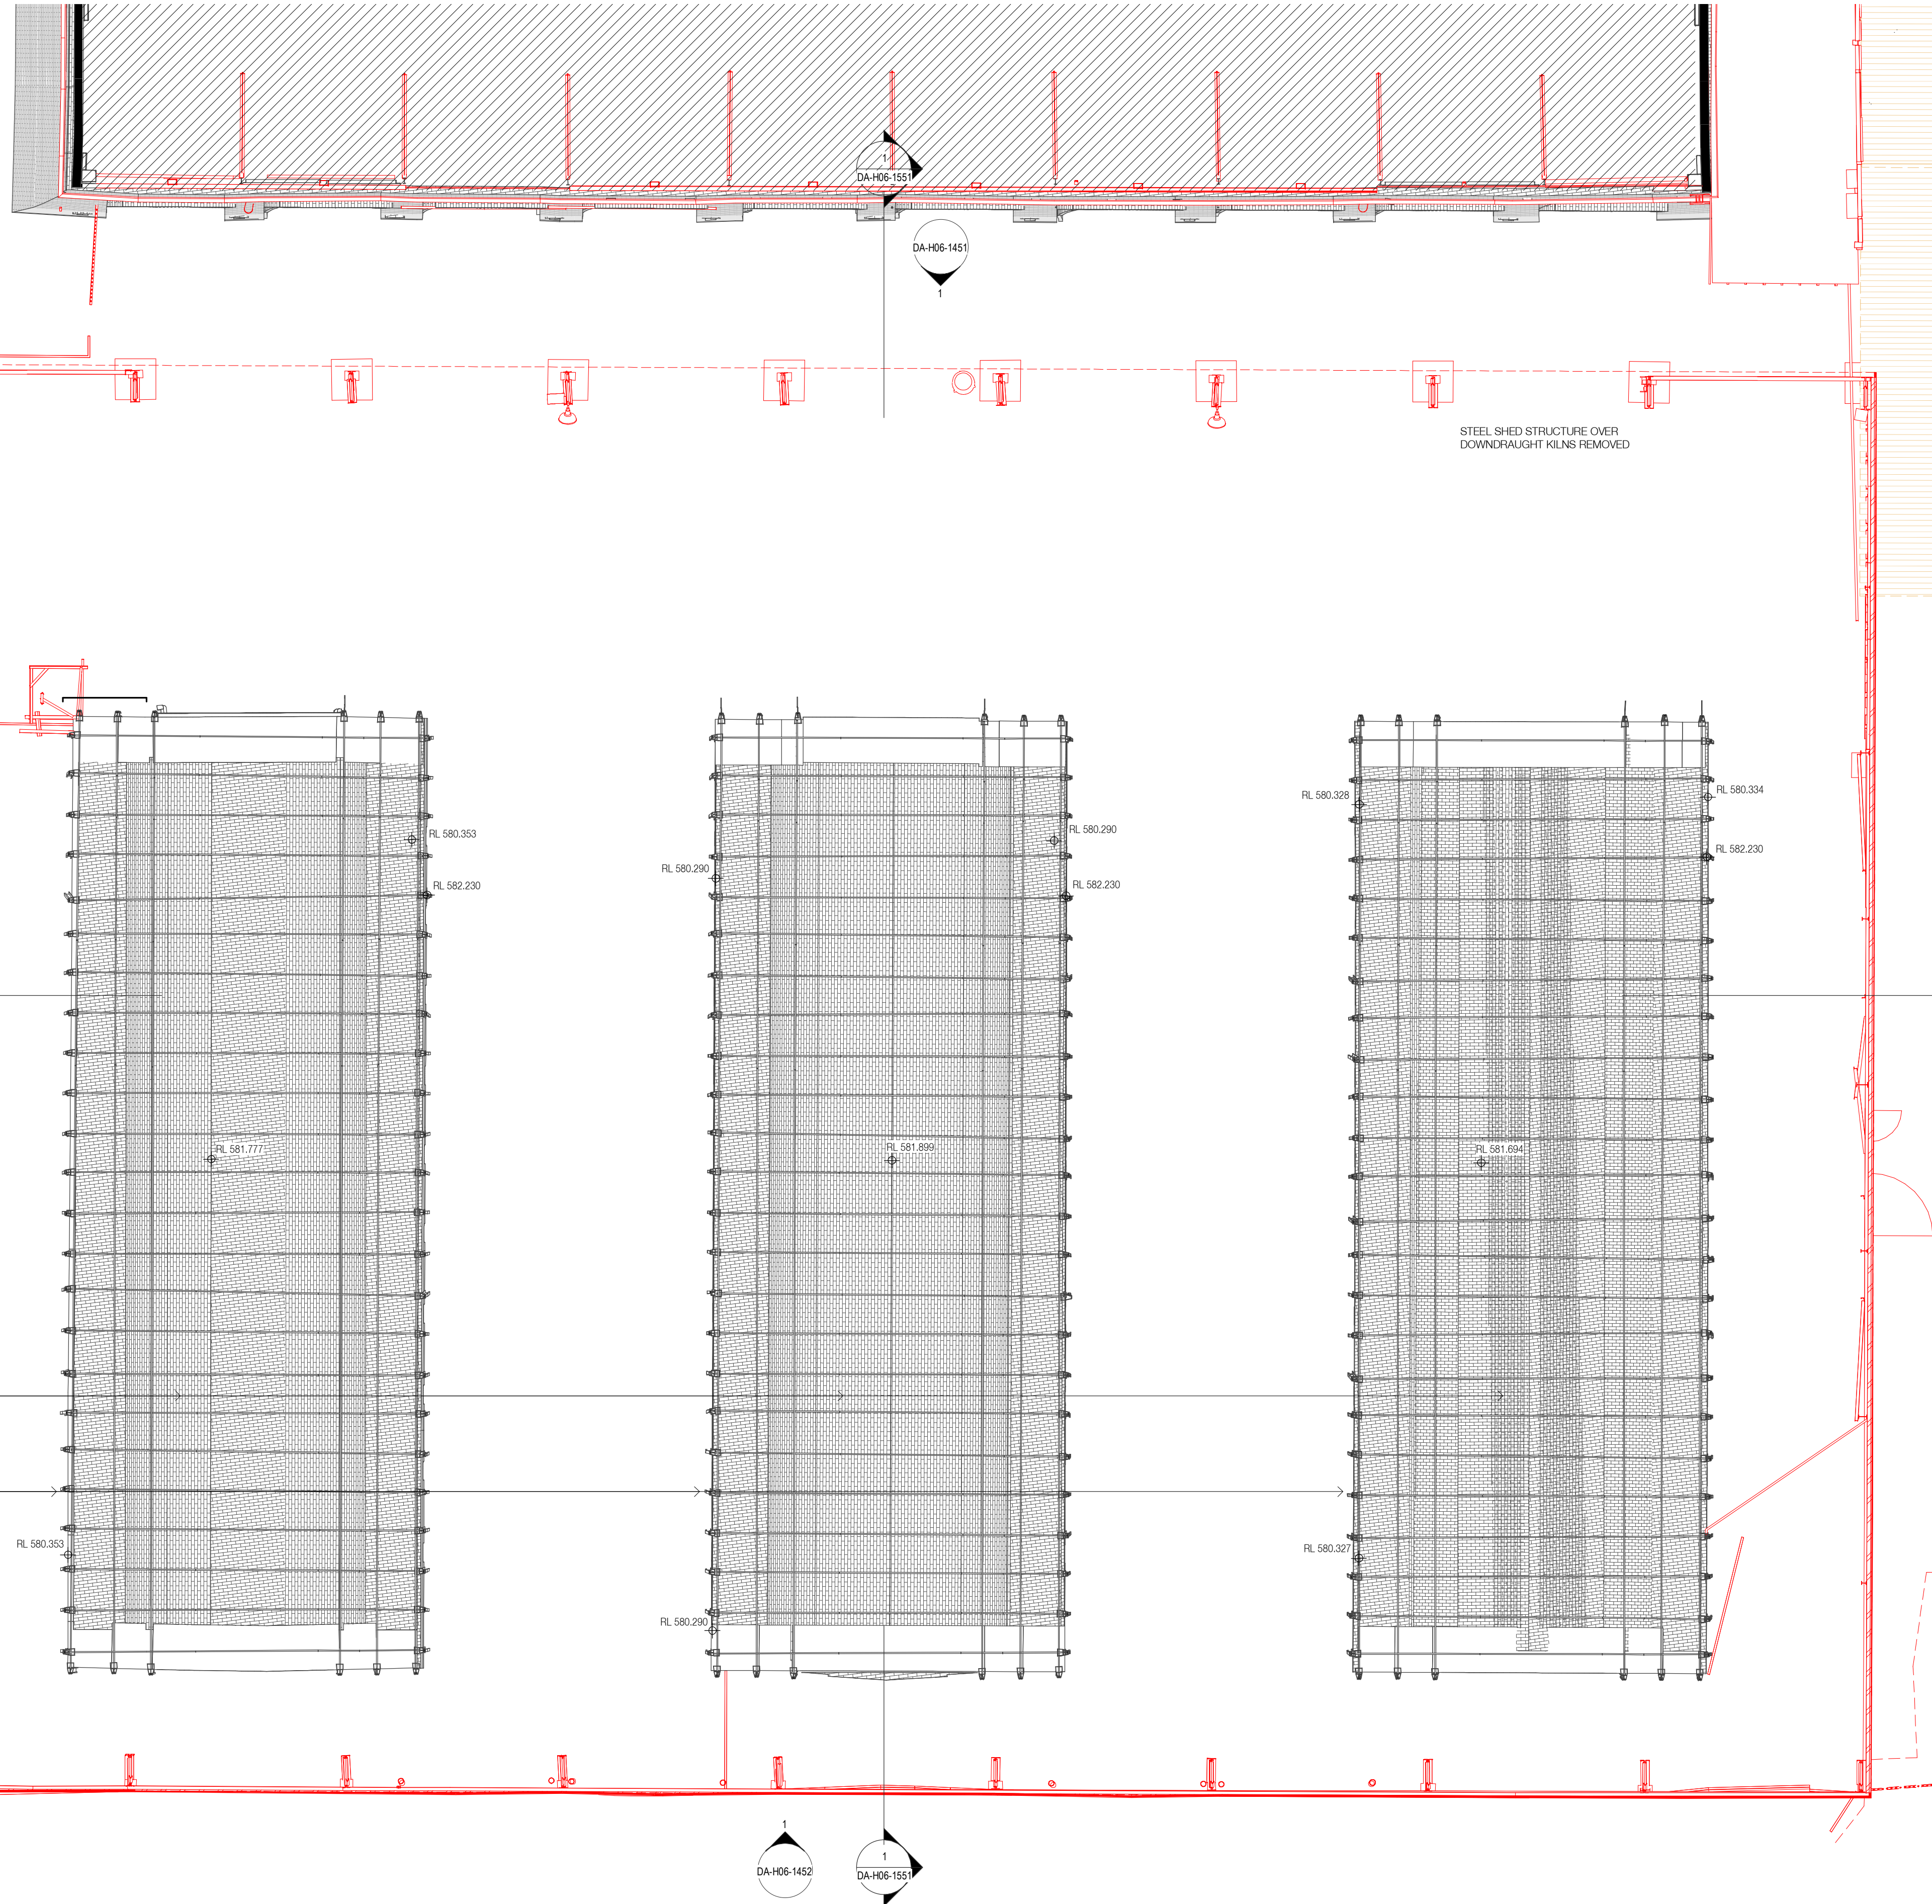 1
DA-H06-1551
DA-H06-1451
1
STEEL SHED STRUCTURE OVER
DOWNDRAUGHT KILNS REMOVED
RL 580.328
RL 580.334
RL 580.353
RL 580.290
RL 582.230
RL 580.290
RL 582.230
RL 582.230
RL 581.777
RL 581.899
RL 581.694
RL 580.353
RL 580.327
RL 580.290
1
DA-H06-1452
1
DA-H06-1551